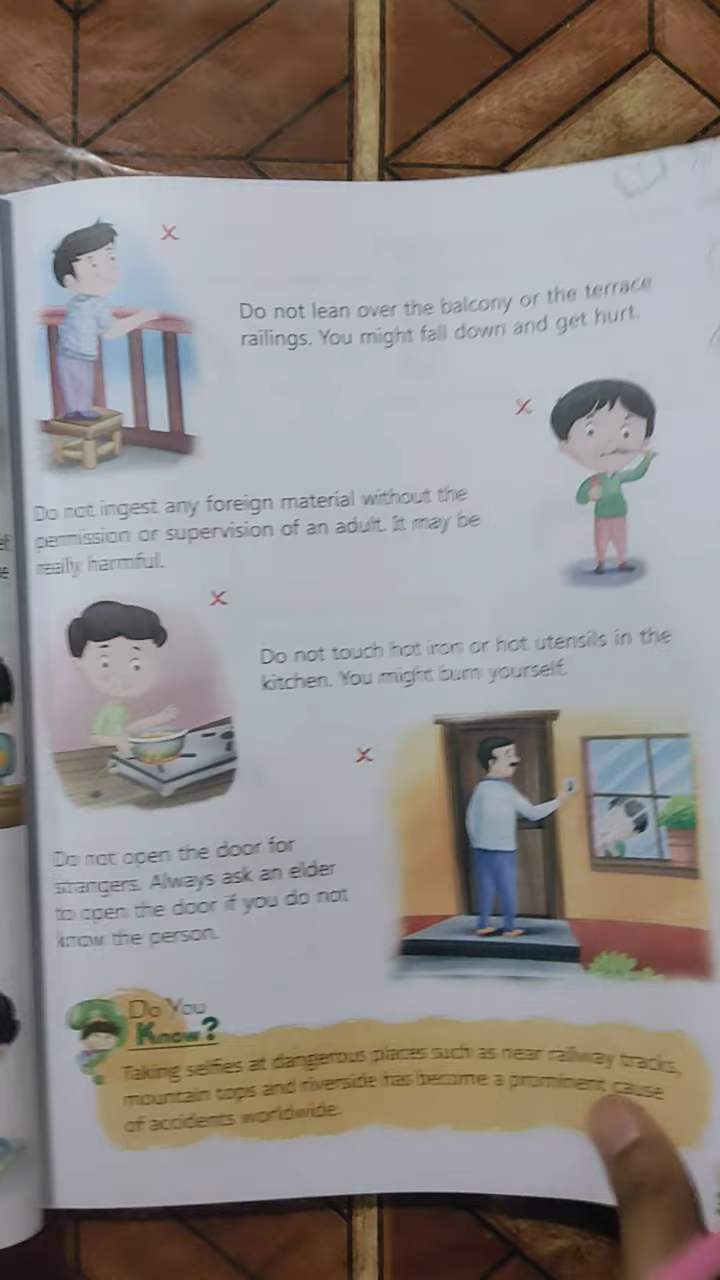 Do not lean over the balcony or the terrace
railings. You might fall down and get hurt.
Do not ingest any foreign material without the
permission or supervision of an adult. It may be
really harmful.
Do not touch hot iron or hot utensils in the
kitchen. You might burn yourself.
Do not open the door for
strangers. Always ask an elder
to open the door if you do not
know the person.
Do You
Know?
Taking selfies at dangerous places such as near railway tracks,
mountain tops and riverside has become a prominent cause
of accidents worldwide.